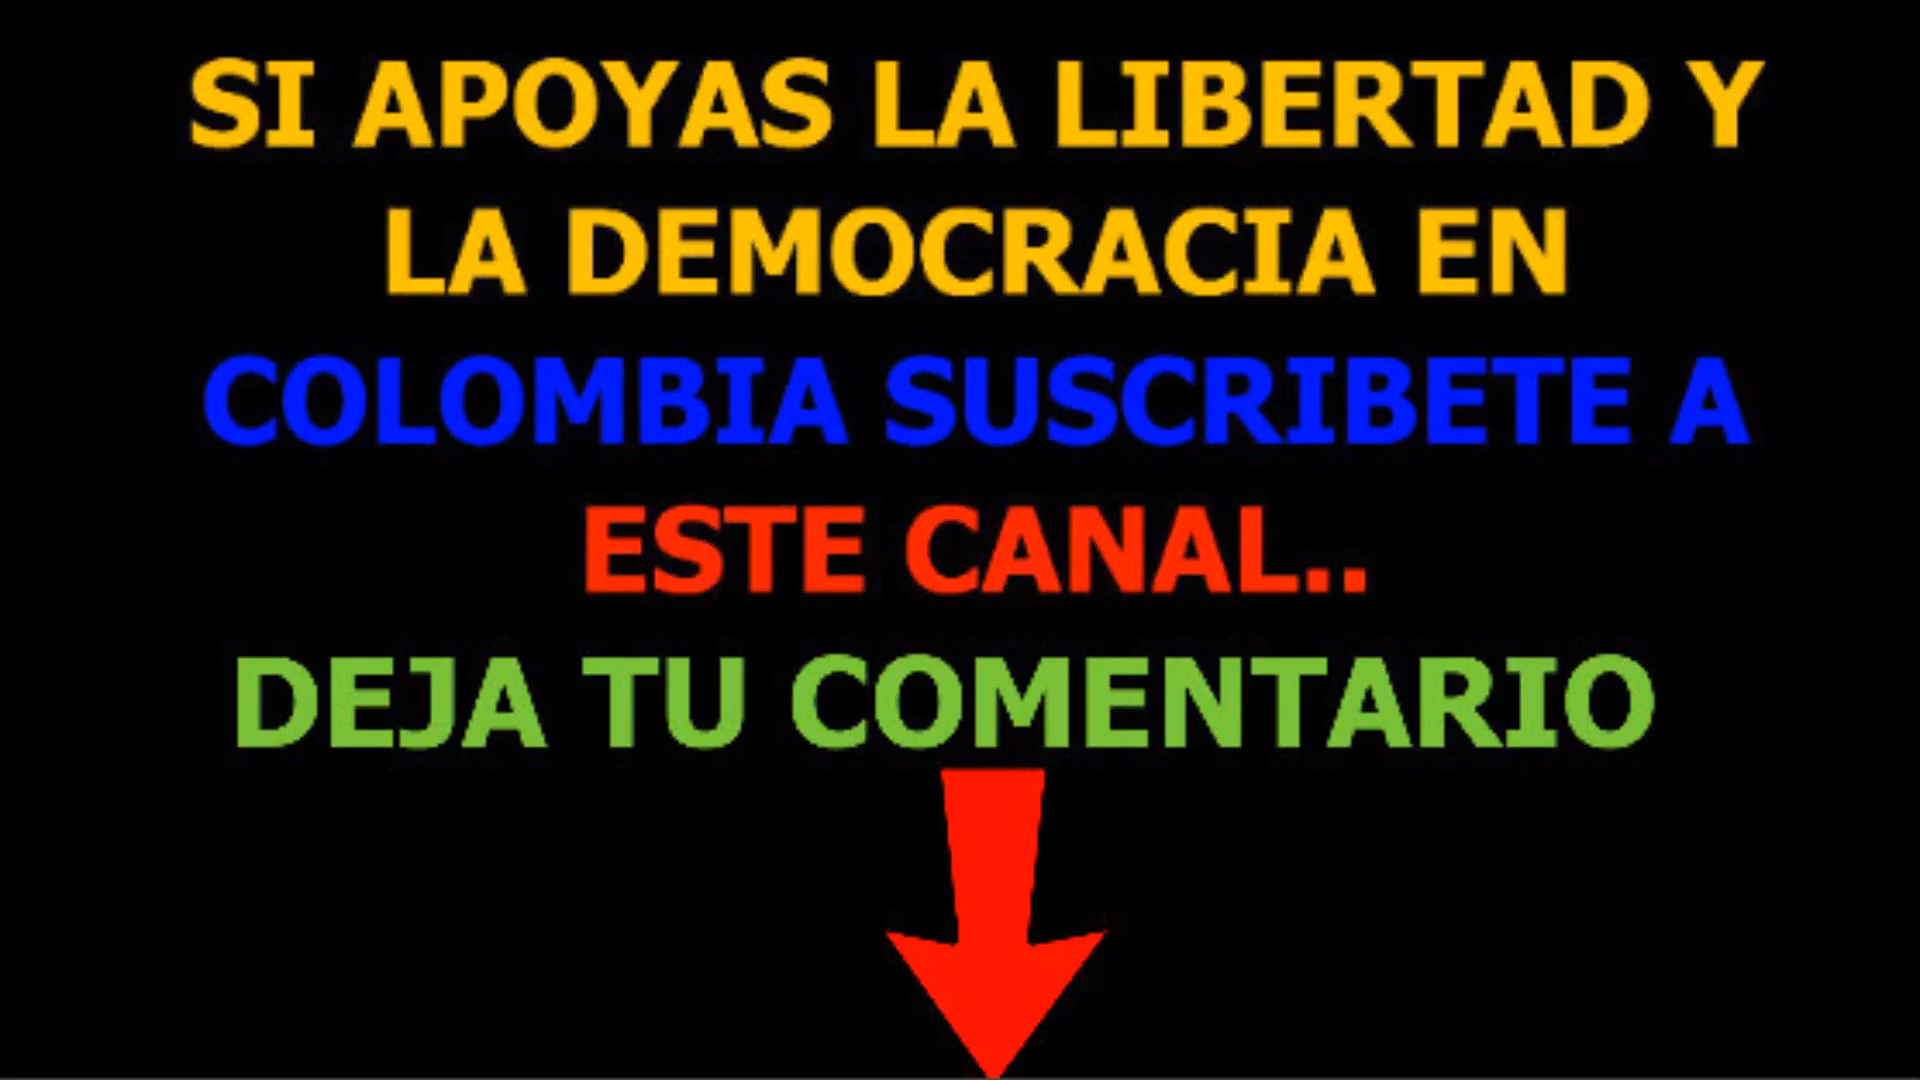 SI APOYAS LA LIBERTAD Y
LA DEMOCRACIA EN
COLOMBIA SUSCRIBETE A
ESTE CANAL..
DEJA TU COMENTARIO